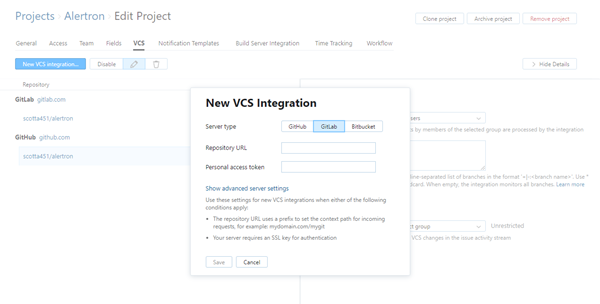 Projects › Alertron › Edit Project
Clone project Archive project Remove project
General Access Team Fields VCS Notification Templates Build Server Integration Time Tracking Workflow
New VCS integration... Disable Hide Details
Repository
GitLab gitlab.com
scotta451/alertron
GitHub github.com
scotta451/alertron
New VCS Integration
Server type GitHub GitLab Bitbucket
Repository URL
Personal access token
Show advanced server settings
Use these settings for new VCS integrations when either of the following
conditions apply:
• The repository URL uses a prefix to set the context path for incoming
requests, for example: mydomain.com/mygit
• Your server requires an SSL key for authentication
Save Cancel
by members of the selected group are processed by the integration
line-separated list of branches in the format '+|-:<branch name>'. Use *
dcard. When empty, the integration monitors all branches. Learn more
group Unrestricted
VCS changes in the issue activity stream